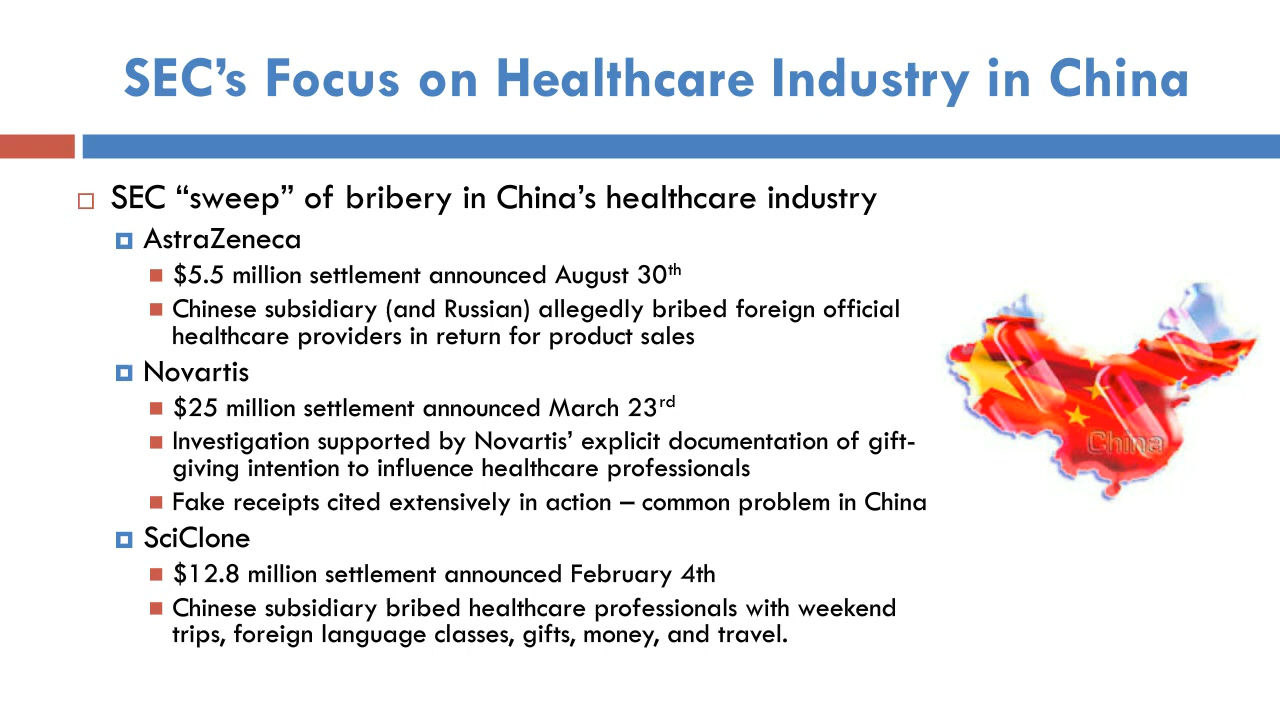 SEC’s Focus on Healthcare Industry in China
SEC “sweep” of bribery in China’s healthcare industry
AstraZeneca
$5.5 million settlement announced August 30th
Chinese subsidiary (and Russian) allegedly bribed foreign official
healthcare providers in return for product sales
Novartis
$25 million settlement announced March 23rd
Investigation supported by Novartis’ explicit documentation of gift-
giving intention to influence healthcare professionals
Fake receipts cited extensively in action – common problem in China
SciClone
$12.8 million settlement announced February 4th
Chinese subsidiary bribed healthcare professionals with weekend
trips, foreign language classes, gifts, money, and travel.
China